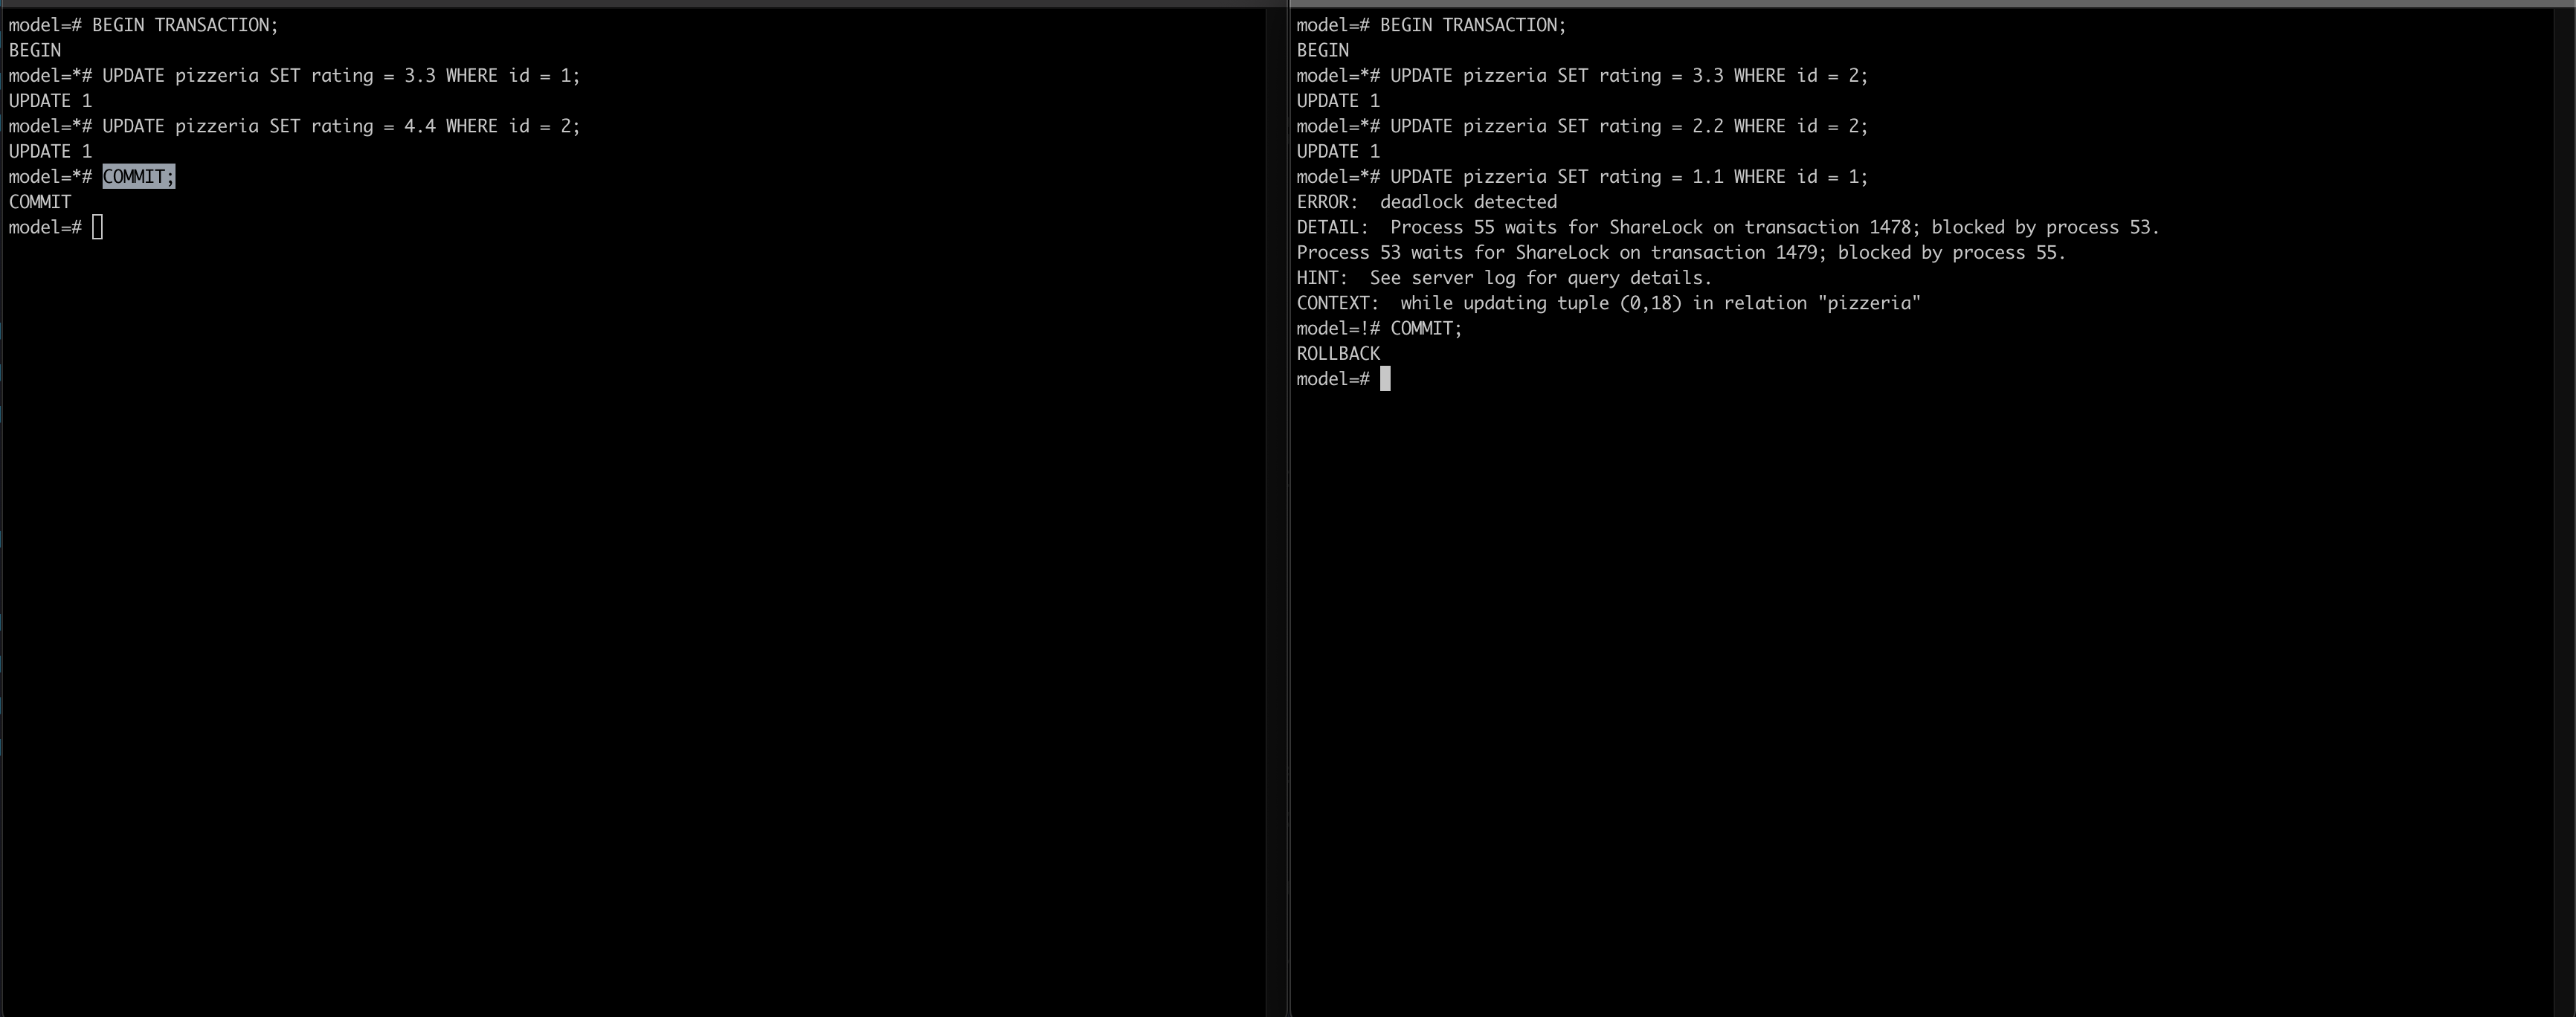 model=# BEGIN TRANSACTION;
BEGIN
model=*# UPDATE pizzeria SET rating = 3.3 WHERE id = 1;
UPDATE 1
model=*# UPDATE pizzeria SET rating = 4.4 WHERE id = 2;
UPDATE 1
model=*# COMMIT;
COMMIT
model=#
model=# BEGIN TRANSACTION;
BEGIN
model=*# UPDATE pizzeria SET rating = 3.3 WHERE id = 2;
UPDATE 1
model=*# UPDATE pizzeria SET rating = 2.2 WHERE id = 2;
UPDATE 1
model=*# UPDATE pizzeria SET rating = 1.1 WHERE id = 1;
ERROR:  deadlock detected
DETAIL:  Process 55 waits for ShareLock on transaction 1478; blocked by process 53.
Process 53 waits for ShareLock on transaction 1479; blocked by process 55.
HINT:  See server log for query details.
CONTEXT:  while updating tuple (0,18) in relation "pizzeria"
model=!# COMMIT;
ROLLBACK
model=#